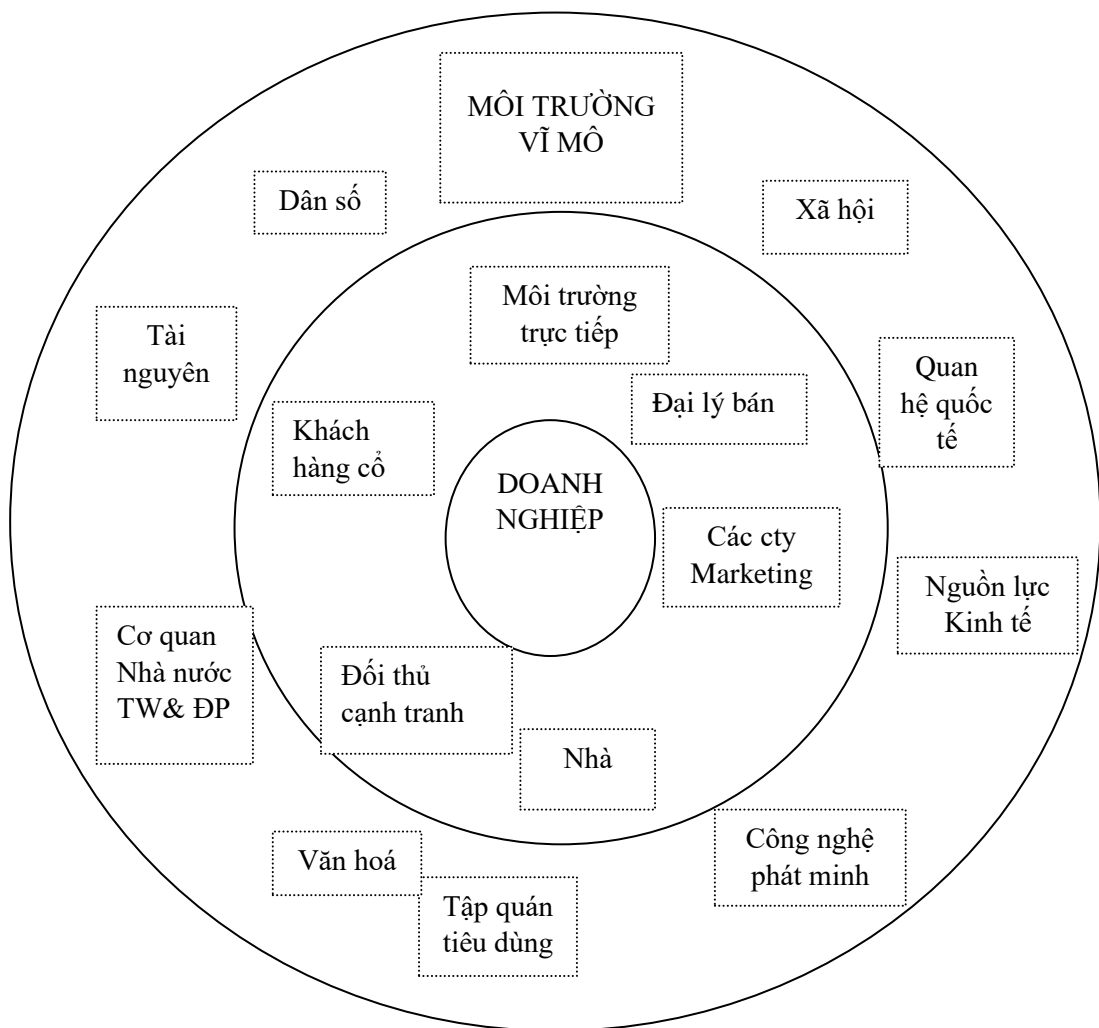 MÔI TRƯỜNG
VĨ MÔ
Dân số
Xã hội
Môi trường
trực tiếp
Tài
nguyên
Quan
hệ quốc
tế
Đại lý bán
Khách
hàng cổ
DOANH
NGHIỆP
Các cty
Marketing
Nguồn lực
Kinh tế
Cơ quan
Nhà nước
TW& ĐP
Đối thủ
cạnh tranh
Nhà
Công nghệ
phát minh
Văn hoá
Tập quán
tiêu dùng